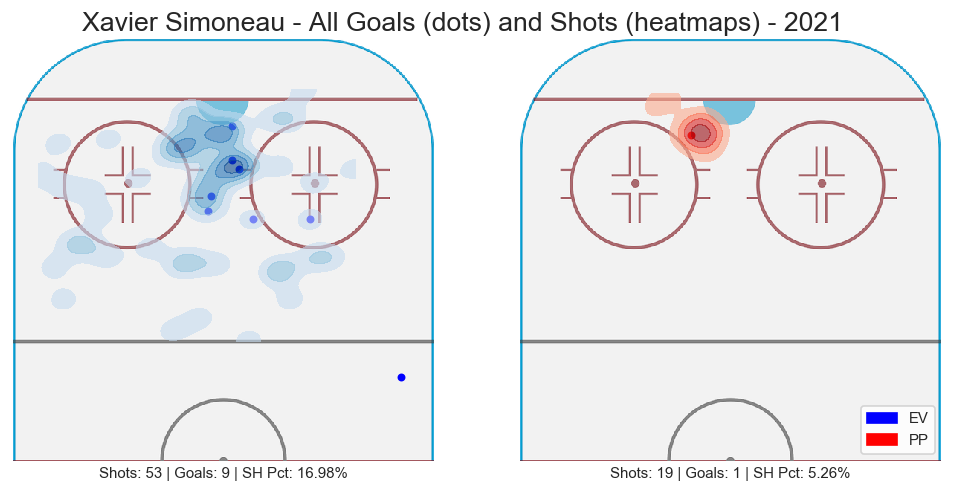 Xavier Simoneau - All Goals (dots) and Shots (heatmaps) - 2021
EV
PP
Shots: 53 | Goals: 9 | SH Pct: 16.98%
Shots: 19 | Goals: 1 | SH Pct: 5.26%